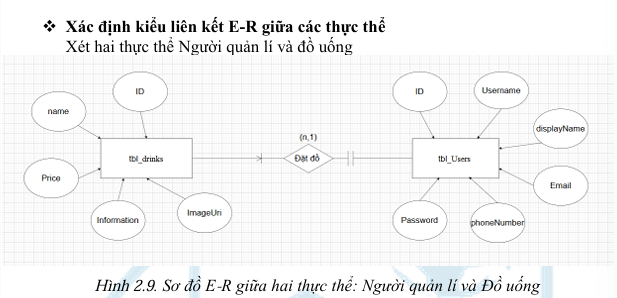 ❖ Xác định kiểu liên kết E-R giữa các thực thể
Xét hai thực thể Người quản lí và đồ uống
ID
ID
Username
name
displayName
(n,1)
tbl_drinks
Đặt đồ
tbl_Users
Price
Email
Information
ImageUri
Password
phoneNumber
Hình 2.9. Sơ đồ E-R giữa hai thực thể: Người quản lí và Đồ uống